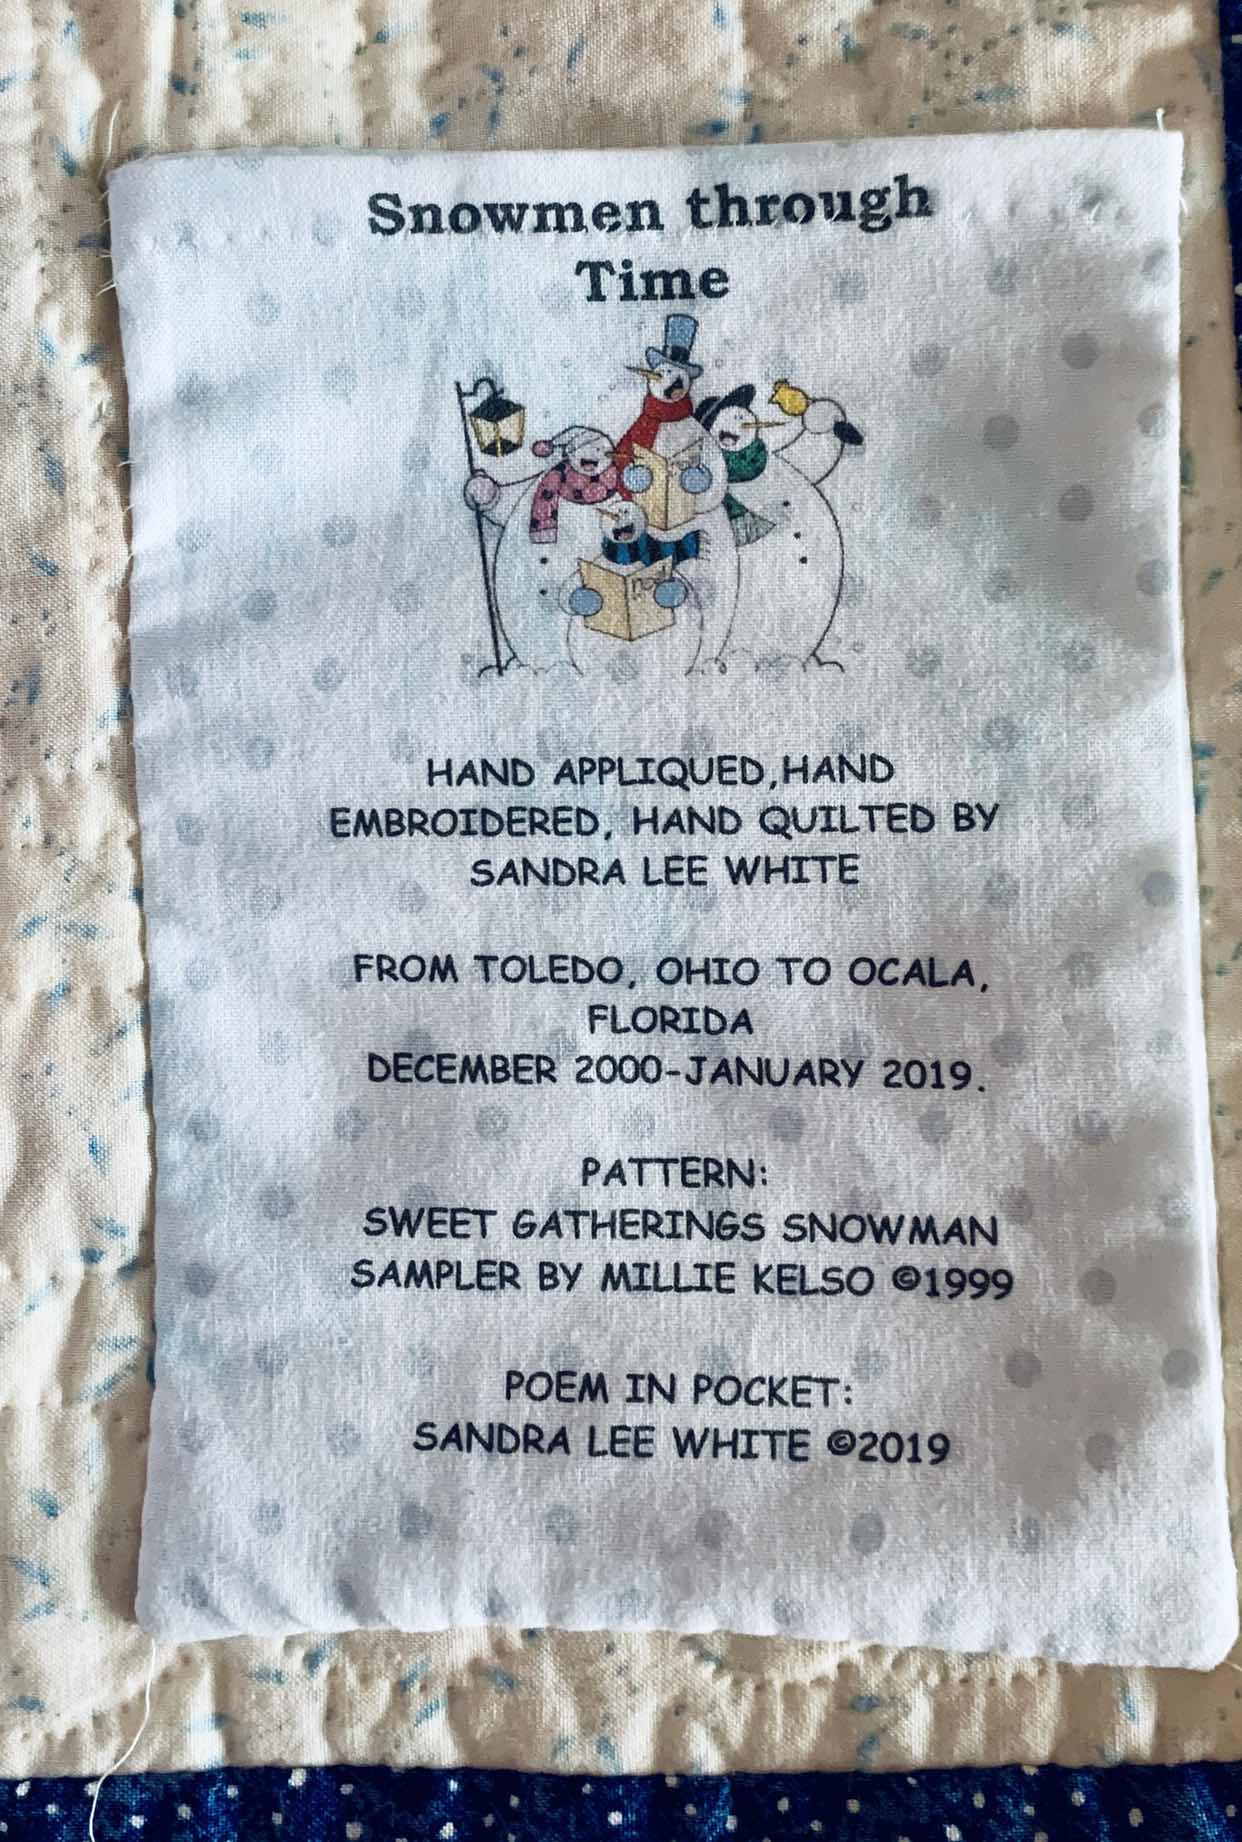 Snowmen through
Time
noel
HAND APPLIQUED,HAND
EMBROIDERED, HAND QUILTED BY
SANDRA LEE WHITE
FROM TOLEDO, OHIO TO OCALA,
FLORIDA
DECEMBER 2000-JANUARY 2019.
PATTERN:
SWEET GATHERINGS SNOWMAN
SAMPLER BY MILLIE KELSO ©1999
POEM IN POCKET:
SANDRA LEE WHITE ©2019